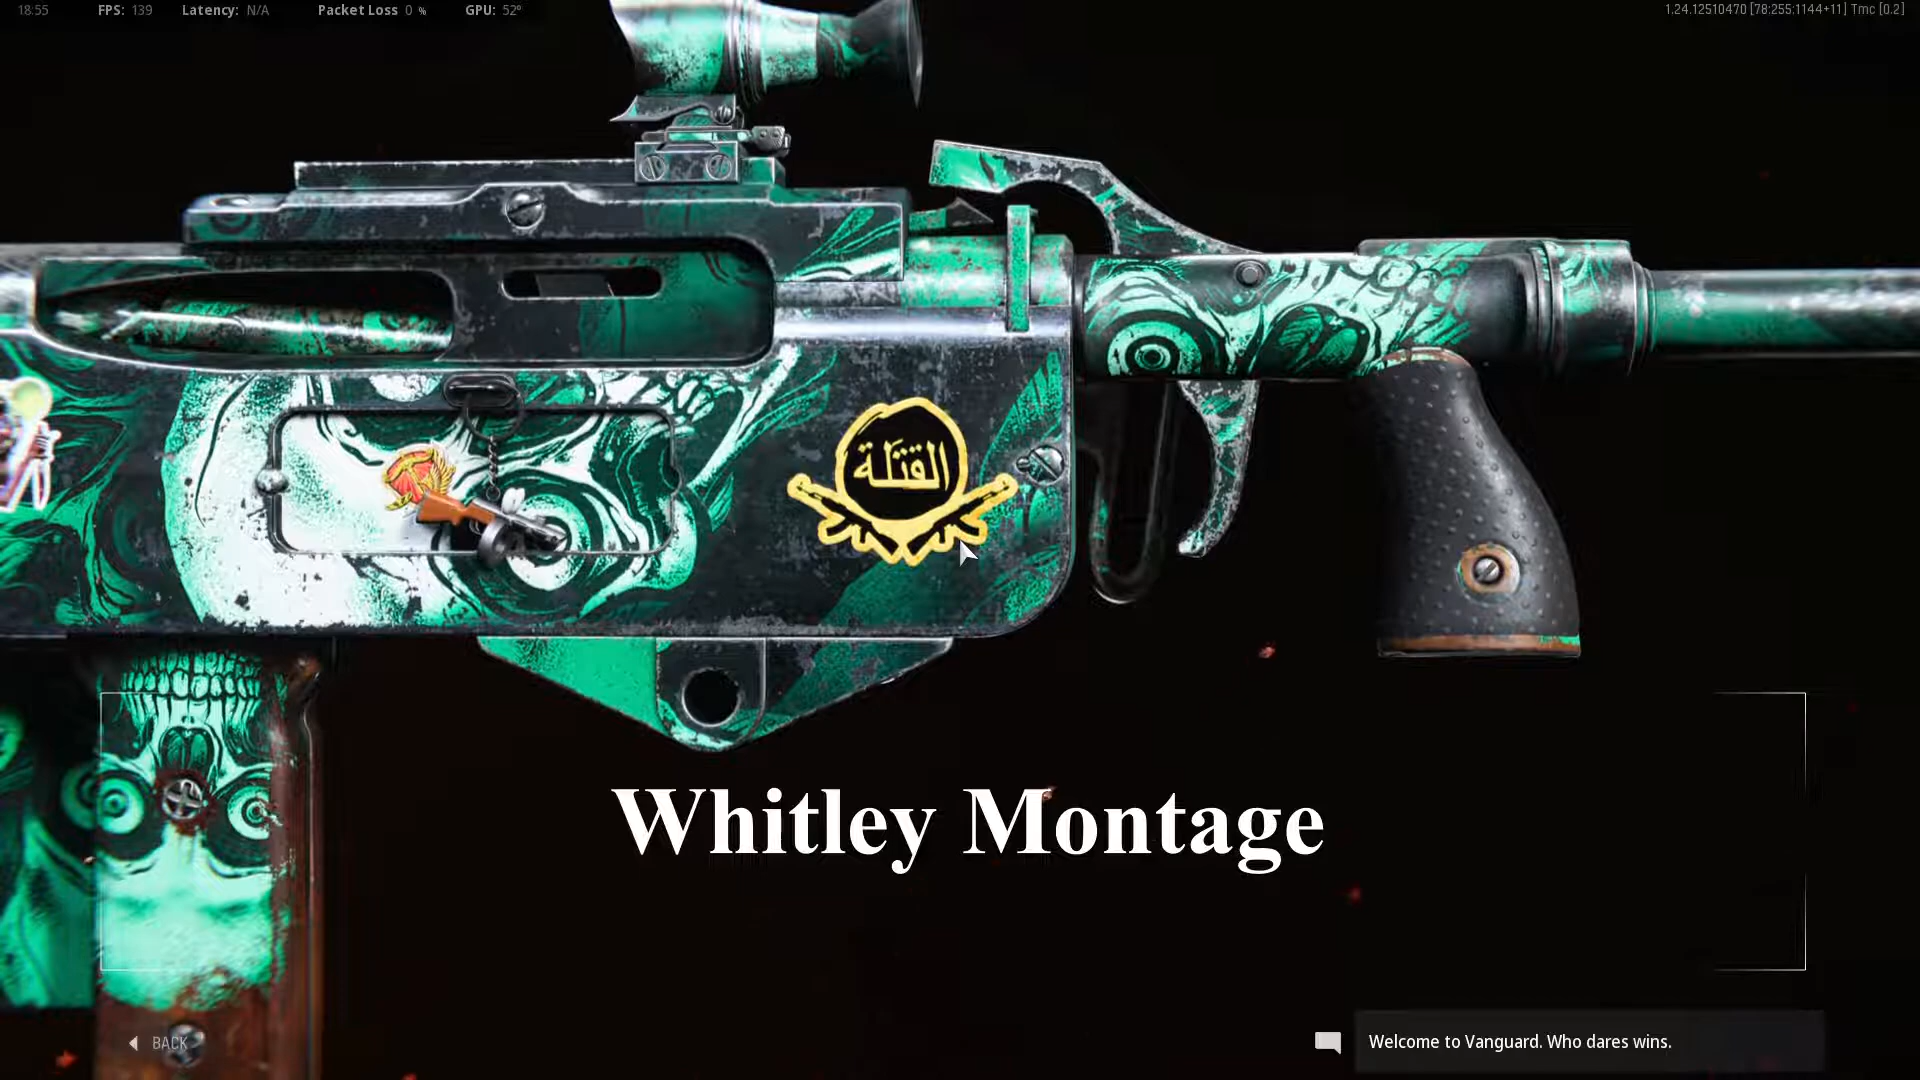 18:55 FPS: 139 Latency: N/A Packet Loss 0 % GPU: 52° 1.24.12510470 [78:255:1144+11] Tmc [0.2]
القتلة
Whitley Montage
BACK
Welcome to Vanguard. Who dares wins.